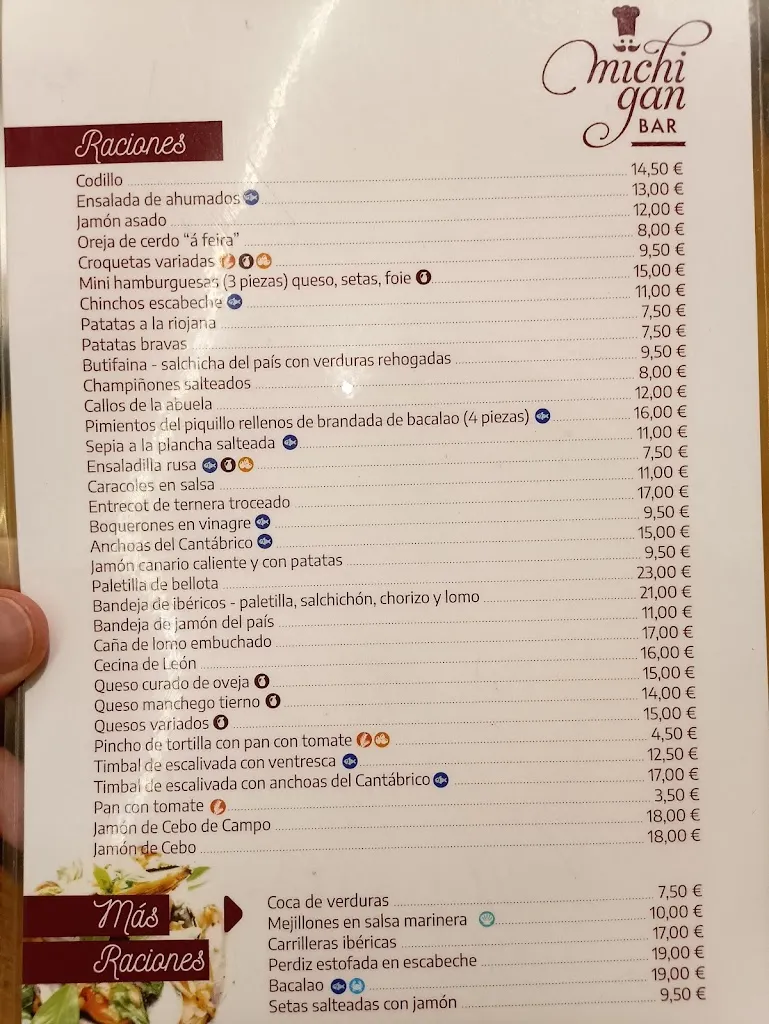 michi
gan
BAR
Raciones
Codillo 14,50 €
Ensalada de ahumados 13,00 €
Jamón asado 12,00 €
Oreja de cerdo “á feira” 8,00 €
Croquetas variadas 9,50 €
Mini hamburguesas (3 piezas) queso, setas, foie 15,00 €
Chinchos escabeche 11,00 €
Patatas a la riojana 7,50 €
Patatas bravas 7,50 €
Butifaina - salchicha del país con verduras rehogadas 9,50 €
Champiñones salteados 8,00 €
Callos de la abuela 12,00 €
Pimientos del piquillo rellenos de brandada de bacalao (4 piezas) 16,00 €
Sepia a la plancha salteada 11,00 €
Ensaladilla rusa 7,50 €
Caracoles en salsa 11,00 €
Entrecot de ternera troceado 17,00 €
Boquerones en vinagre 9,50 €
Anchoas del Cantábrico 15,00 €
Jamón canario caliente y con patatas 9,50 €
Paletilla de bellota 23,00 €
Bandeja de ibéricos - paletilla, salchichón, chorizo y lomo 21,00 €
Bandeja de jamón del país 11,00 €
Caña de lomo embuchado 17,00 €
Cecina de León 16,00 €
Queso curado de oveja 15,00 €
Queso manchego tierno 14,00 €
Quesos variados 15,00 €
Pincho de tortilla con pan con tomate 4,50 €
Timbal de escalivada con ventresca 12,50 €
Timbal de escalivada con anchoas del Cantábrico 17,00 €
Pan con tomate 3,50 €
Jamón de Cebo de Campo 18,00 €
Jamón de Cebo 18,00 €
Más
Raciones
Coca de verduras 7,50 €
Mejillones en salsa marinera 10,00 €
Carrilleras ibéricas 17,00 €
Perdiz estofada en escabeche 19,00 €
Bacalao 19,00 €
Setas salteadas con jamón 9,50 €